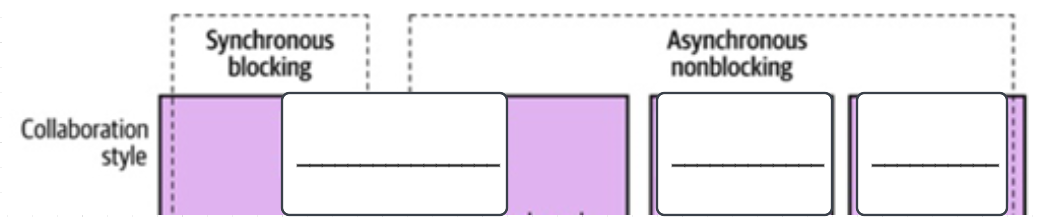 Synchronous
blocking
Asynchronous
nonblocking
Collaboration
style